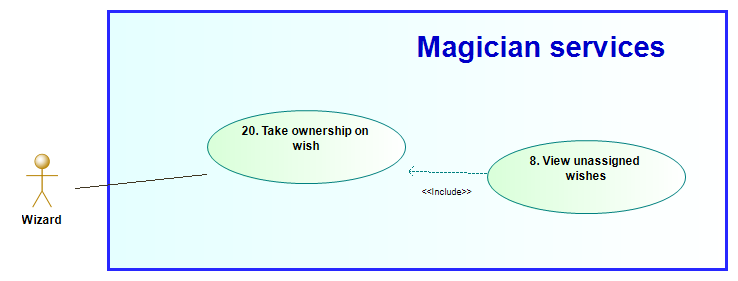 Magician services
20. Take ownership on
wish
8. View unassigned
wishes
<<Include>>
Wizard